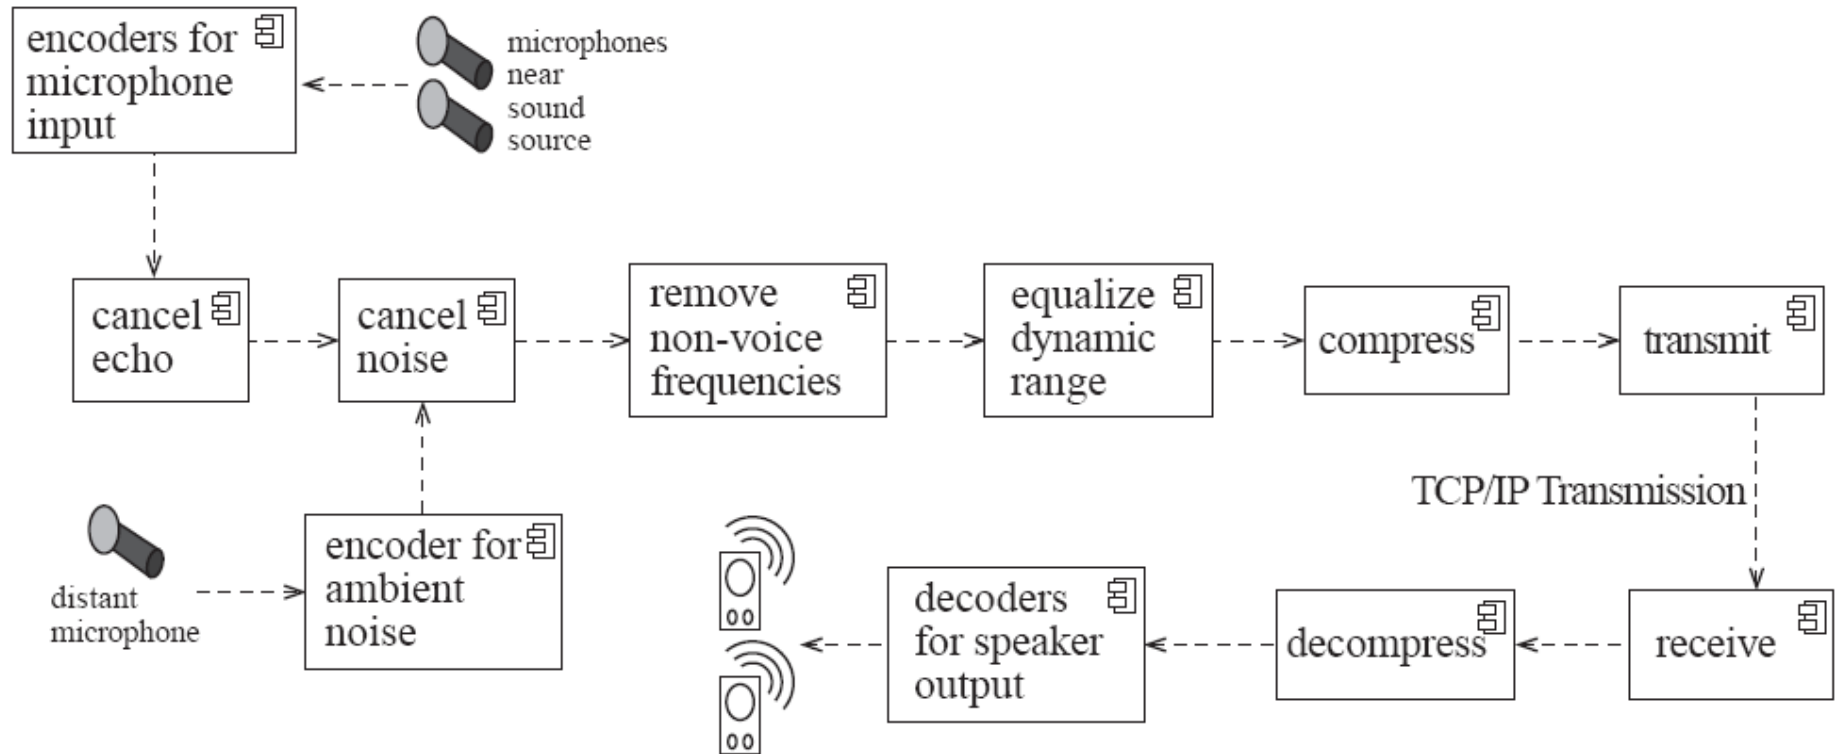 encoders for
microphone
input
microphones
near
sound
source
cancel
echo
cancel
noise
remove
non-voice
frequencies
equalize
dynamic
range
compress
transmit
TCP/IP Transmission
distant
microphone
encoder for
ambient
noise
decoders
for speaker
output
decompress
receive